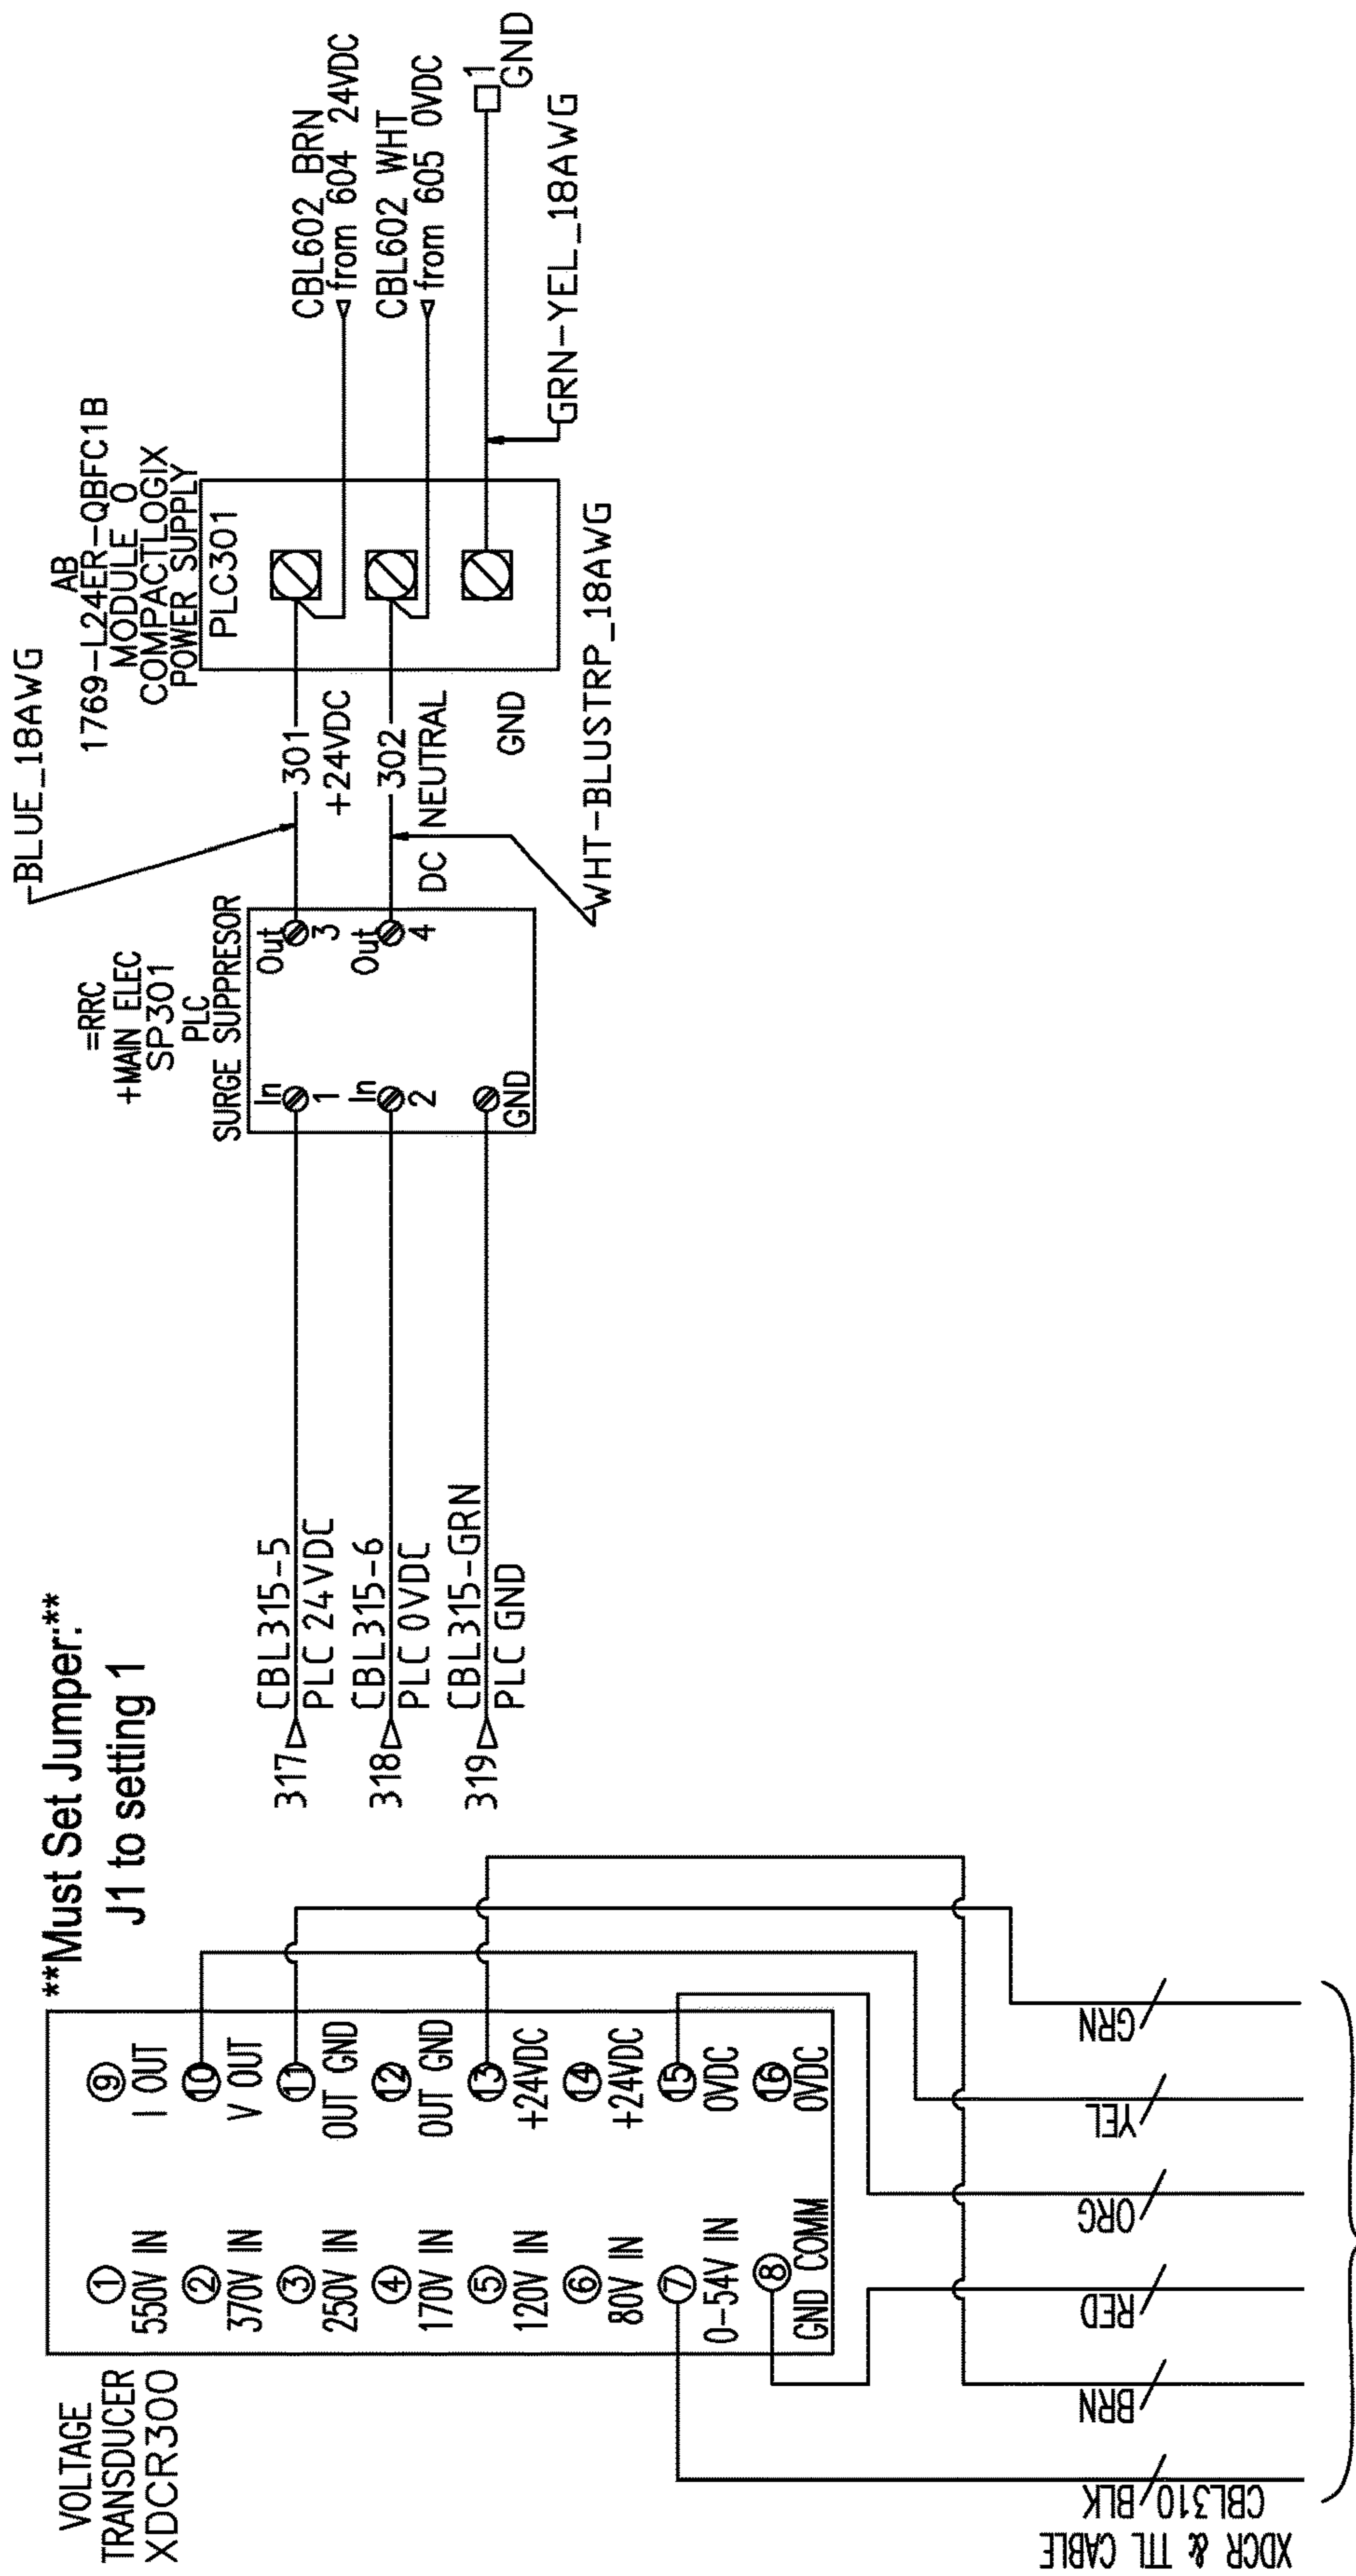 VOLTAGE
TRANSDUCER
XDCR300
1
550V IN
2
370V IN
3
250V IN
4
170V IN
5
120V IN
6
80V IN
7
0-54V IN
8
GND COMM
9
I OUT
10
V OUT
11
OUT GND
12
OUT GND
13
+24VDC
14
+24VDC
15
0VDC
16
0VDC
**Must Set Jumper:**
J1 to setting 1
XDCR & TTL CABLE
CBL310
BLK
BRN
RED
ORG
YEL
GRN
317
CBL315-5
PLC 24VDC
318
CBL315-6
PLC 0VDC
319
CBL315-GRN
PLC GND
=RRC
+MAIN ELEC
SP301
PLC
SURGE SUPPRESOR
In
1
In
2
GND
Out
3
Out
4
BLUE_18AWG
301
+24VDC
302
DC NEUTRAL
GND
WHT-BLUSTRP_18AWG
AB
1769-L24ER-QBFC1B
MODULE 0
COMPACTLOGIX
POWER SUPPLY
PLC301
CBL602 BRN
from 604 24VDC
CBL602 WHT
from 605 0VDC
1
GND
GRN-YEL_18AWG